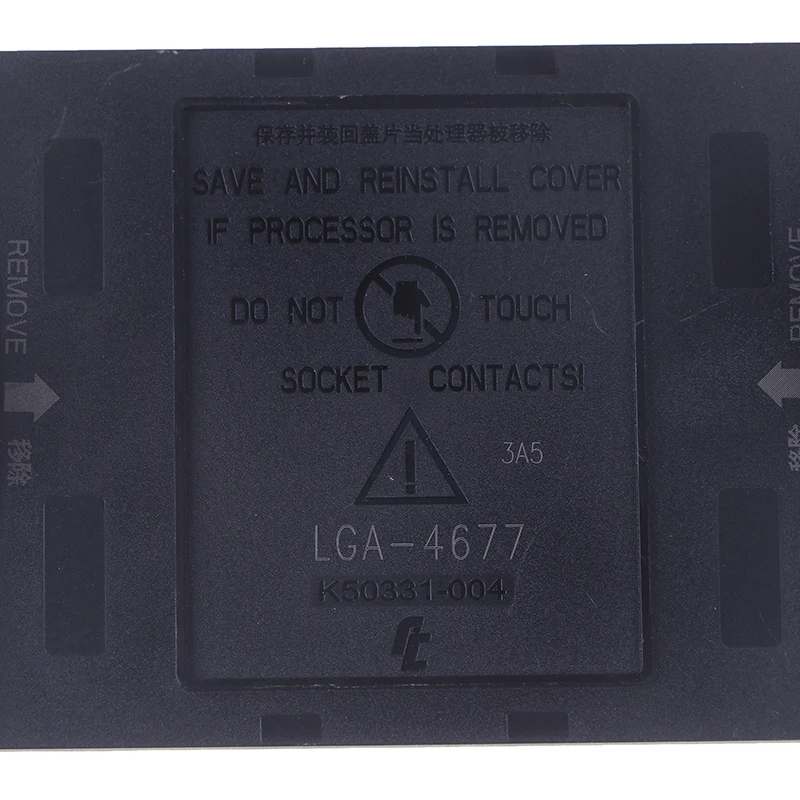 保存并装回盖片当处理器被移除
SAVE AND REINSTALL COVER
IF PROCESSOR IS REMOVED
DO NOT TOUCH
SOCKET CONTACTS!
3A5
LGA-4677
K50331-004
REMOVE
移除
REMOVE
移除